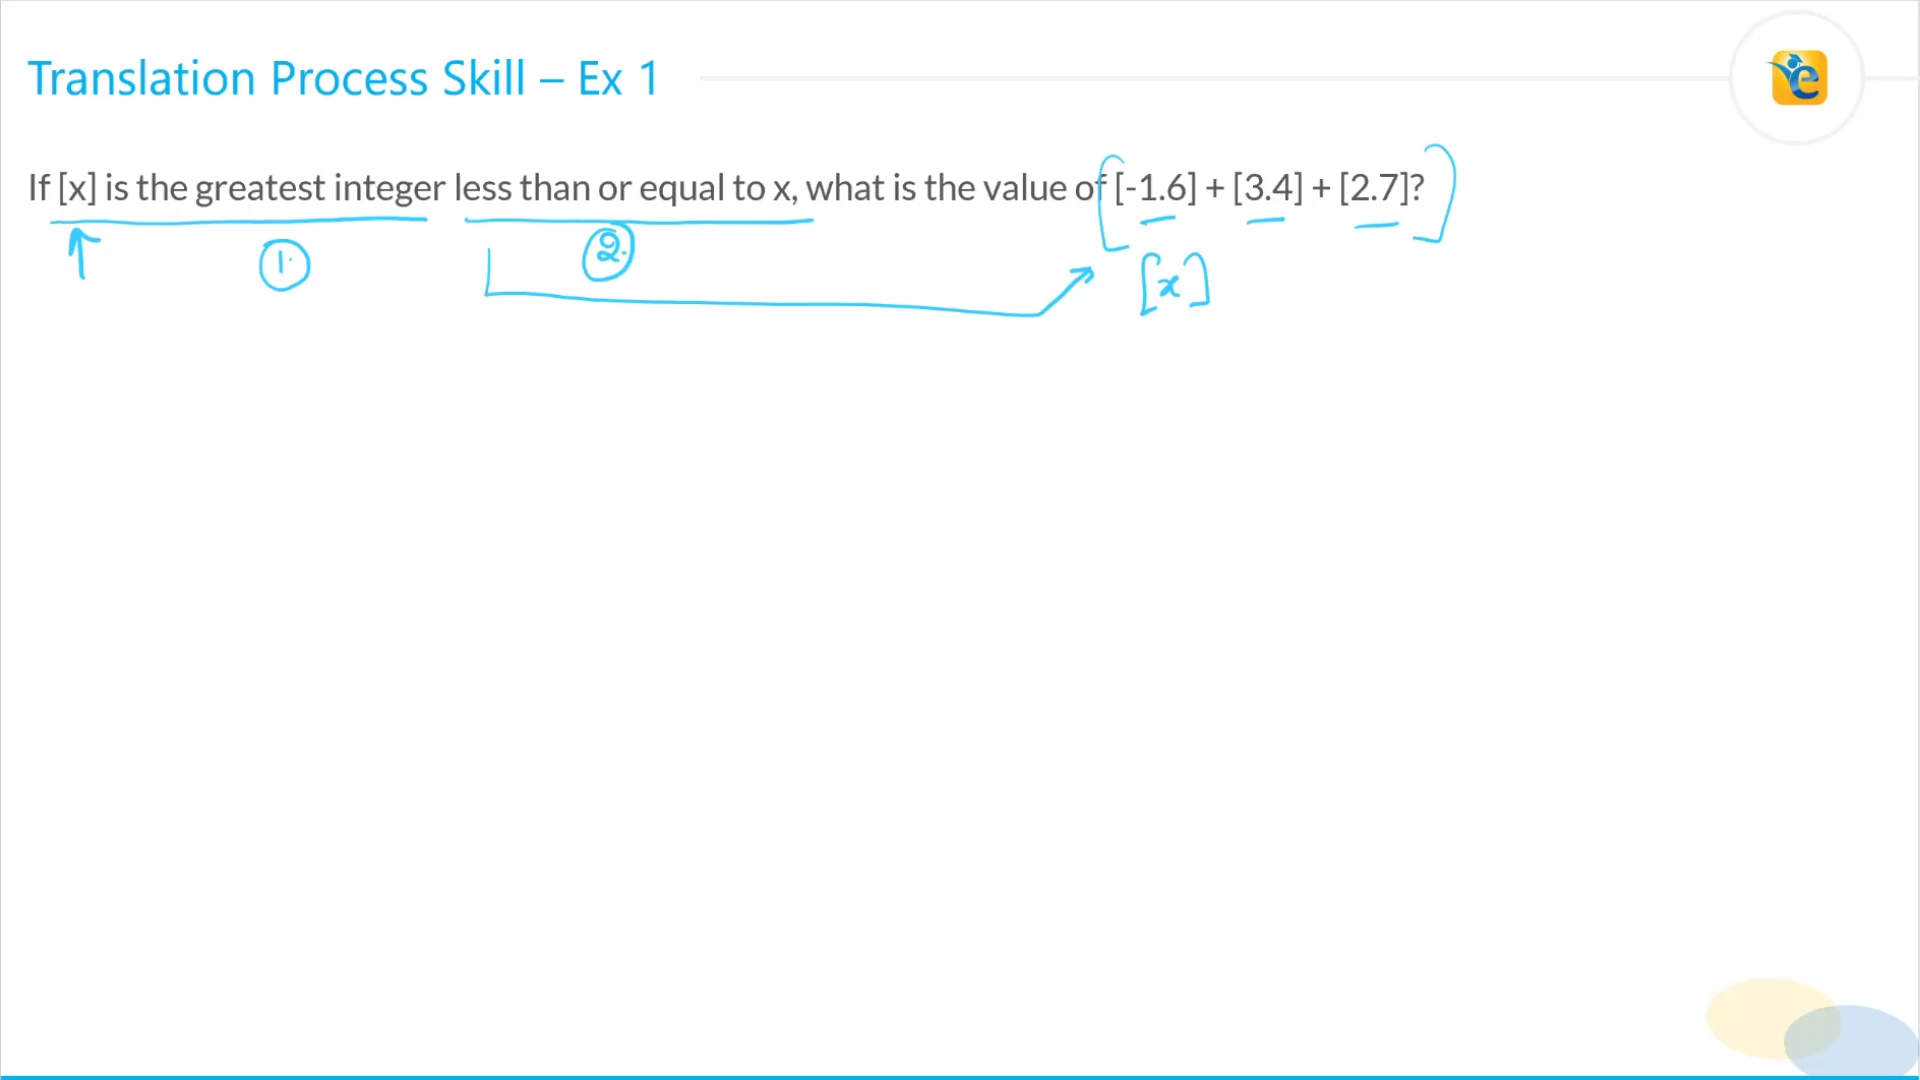 Translation Process Skill – Ex 1
If [x] is the greatest integer less than or equal to x, what is the value of [-1.6] + [3.4] + [2.7]?
1. 2.
[x]